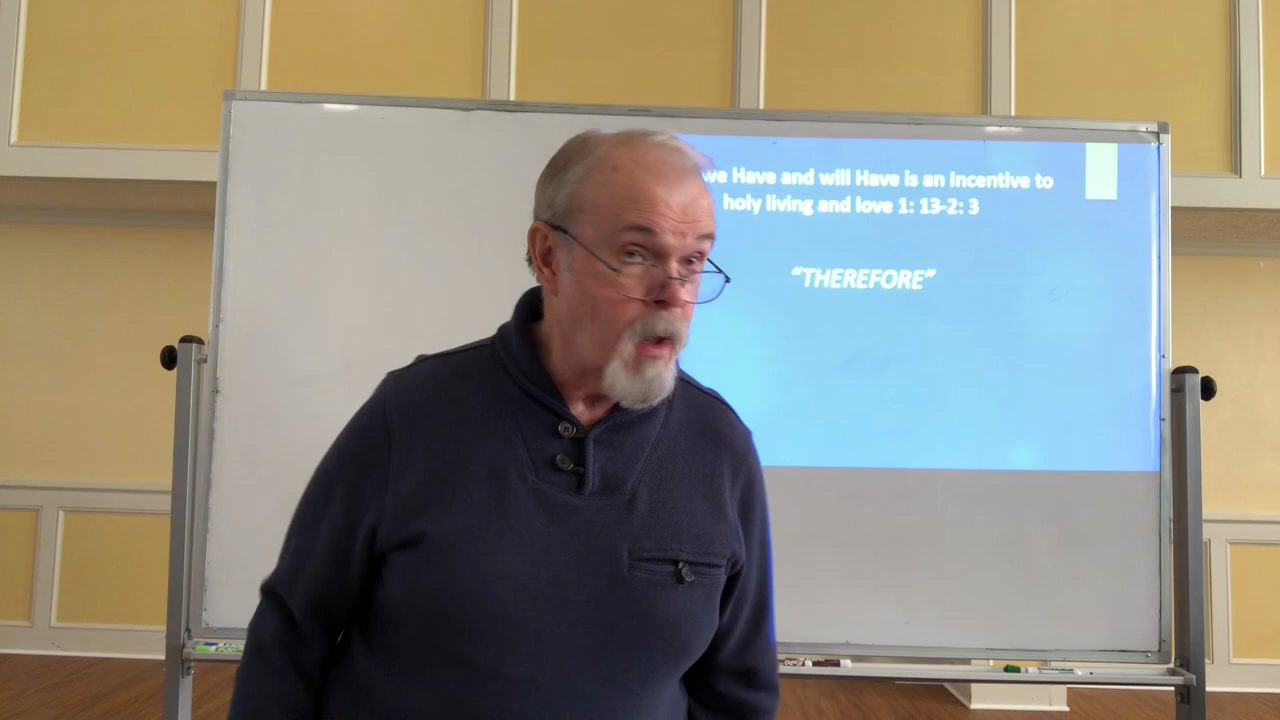 we Have and will Have is an Incentive to
holy living and love 1: 13-2: 3
“THEREFORE”